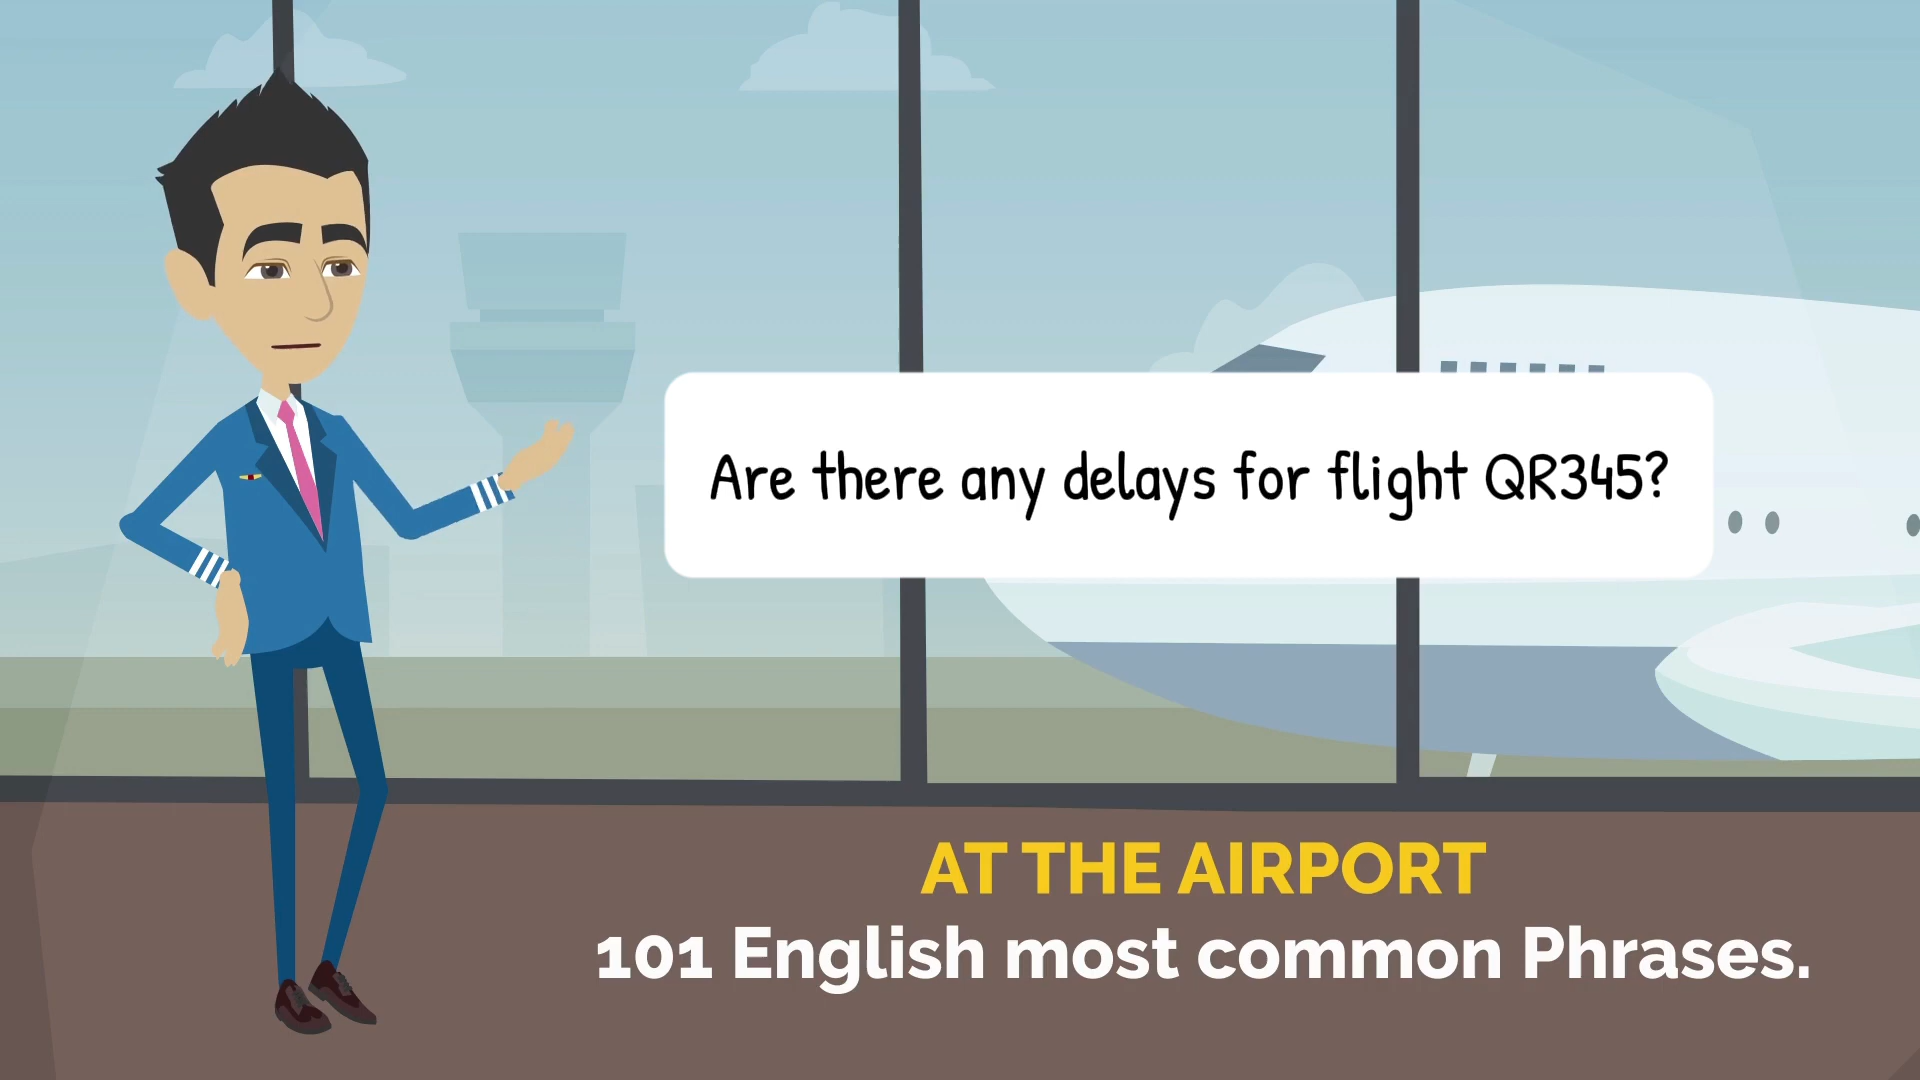 Are there any delays for flight QR345?
AT THE AIRPORT
101 English most common Phrases.